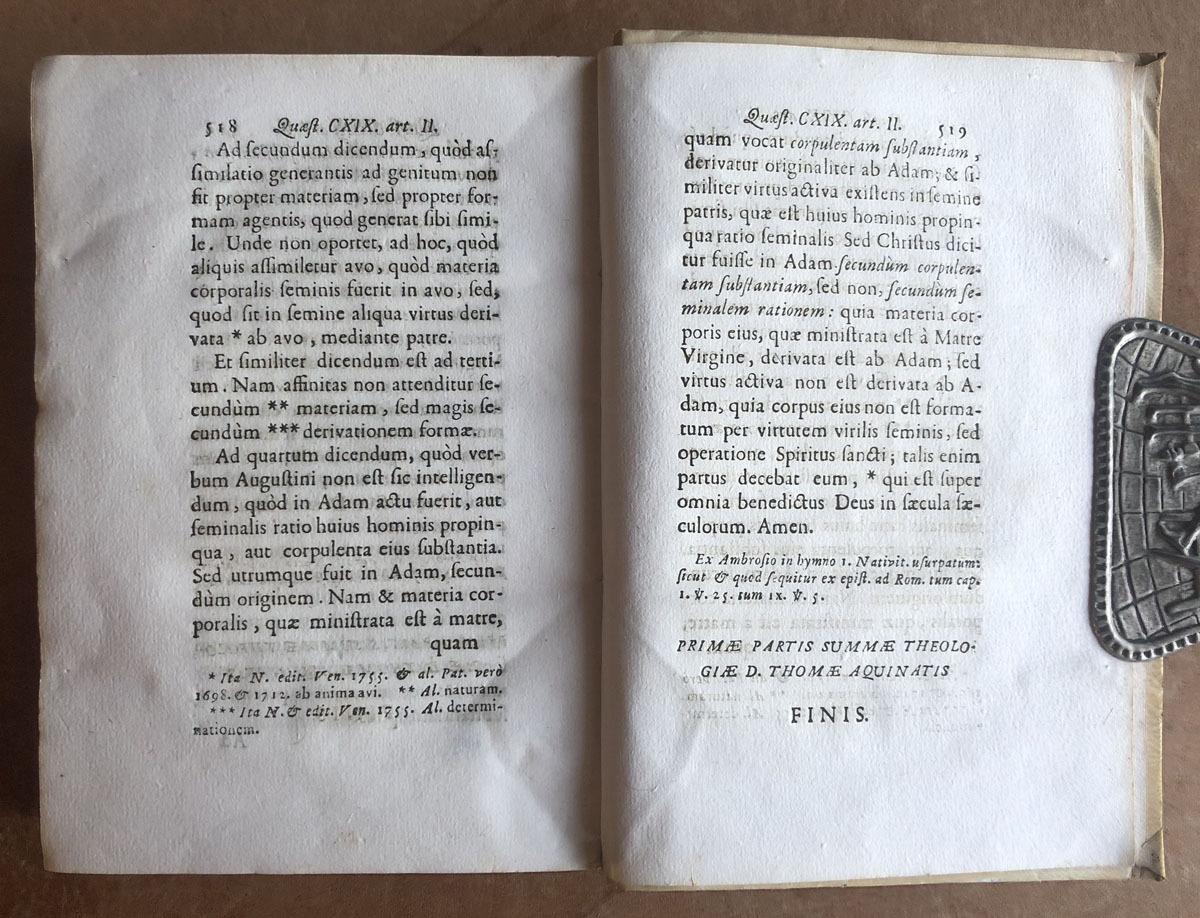 518 Quæst. CXIX. art. II.
Ad secundum dicendum, quòd as-
similatio generantis ad genitum non
fit propter materiam, sed propter for-
mam agentis, quod generat sibi simi-
le. Unde non oportet, ad hoc, quòd
aliquis assimiletur avo, quòd materia
corporalis seminis fuerit in avo, sed,
quod sit in semine aliqua virtus deri-
vata * ab avo, mediante patre.
Et similiter dicendum est ad terti-
um. Nam affinitas non attenditur se-
cundùm ** materiam, sed magis se-
cundùm *** derivationem formæ.
Ad quartum dicendum, quòd ver-
bum Augustini non est sic intelligen-
dum, quòd in Adam actu fuerit, aut
seminalis ratio huius hominis propin-
qua, aut corpulenta eius substantia.
Sed utrumque fuit in Adam, secun-
dùm originem. Nam & materia cor-
poralis, quæ ministrata est à matre,
quam
* Ita N. edit. Ven. 1755. & al. Pat. verò
1698. & 1712. ab anima avi. ** Al. naturam.
*** Ita N. & edit. Ven. 1755. Al. determi-
nationem.
Quæst. CXIX. art. II. 519
quam vocat corpulentam substantiam,
derivatur originaliter ab Adam; & si-
militer virtus activa existens in semine
patris, quæ est huius hominis propin-
qua ratio seminalis Sed Christus dici-
tur fuisse in Adam secundùm corpulen-
tam substantiam, sed non, secundùm se-
minalem rationem: quia materia cor-
poris eius, quæ ministrata est à Matre
Virgine, derivata est ab Adam; sed
virtus activa non est derivata ab A-
dam, quia corpus eius non est forma-
tum per virtutem virilis seminis, sed
operatione Spiritus sancti; talis enim
partus decebat eum, * qui est super
omnia benedictus Deus in sæcula sæ-
culorum. Amen.
Ex Ambrosio in hymno 1. Nativit. usurpatum:
sicut & quod sequitur ex epist. ad Rom. tum cap.
1. ℣. 25. tum IX. ℣. 5.
PRIMÆ PARTIS SUMMÆ THEOLO-
GIÆ D. THOMÆ AQUINATIS
FINIS.